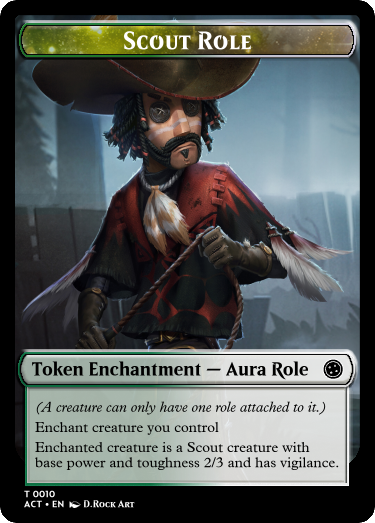 Scout Role
Token Enchantment — Aura Role
(A creature can only have one role attached to it.)
Enchant creature you control
Enchanted creature is a Scout creature with
base power and toughness 2/3 and has vigilance.
T 0010
ACT • EN D.Rock Art